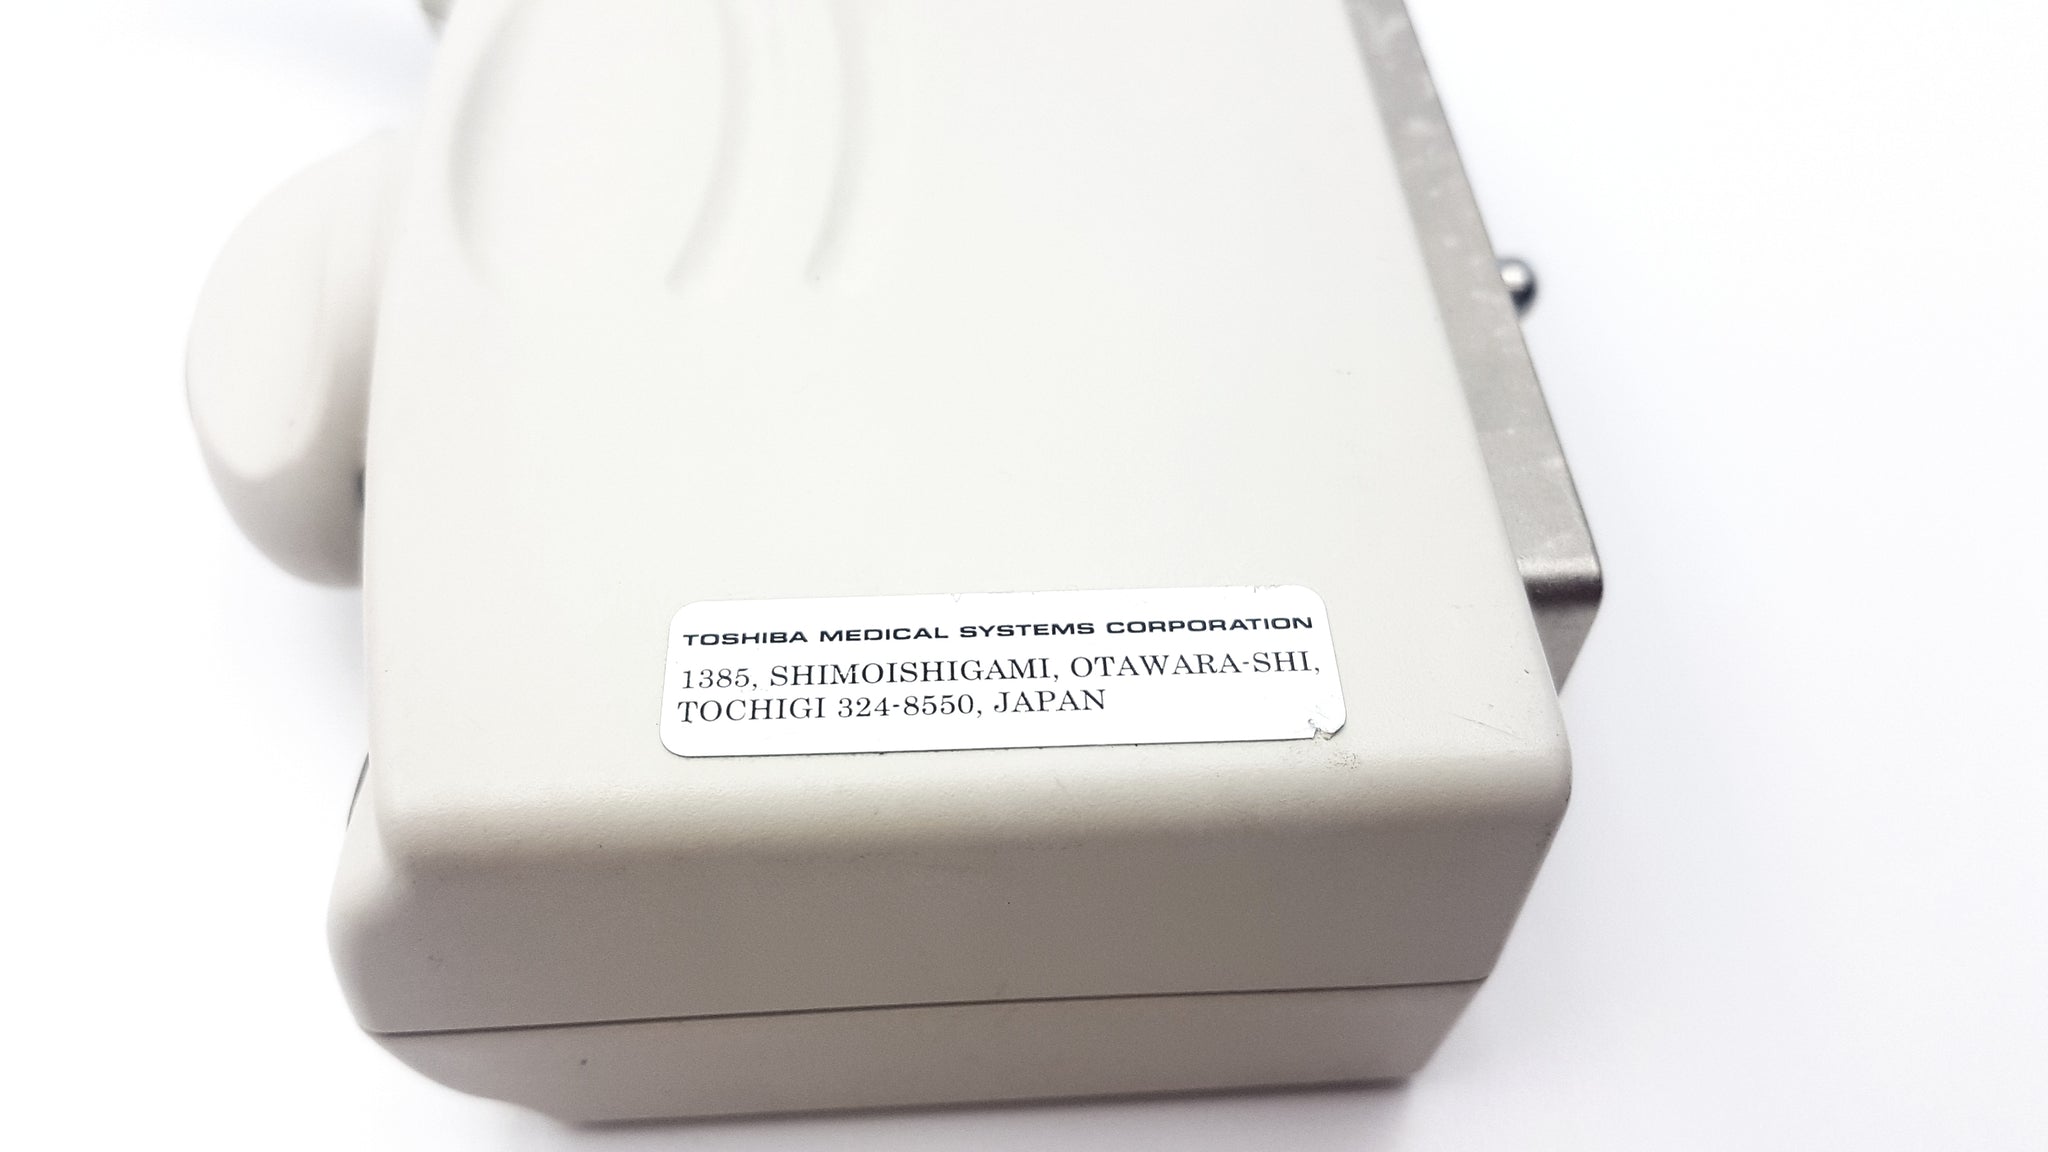 TOSHIBA MEDICAL SYSTEMS CORPORATION
1385, SHIMOISHIGAMI, OTAWARA-SHI,
TOCHIGI 324-8550, JAPAN